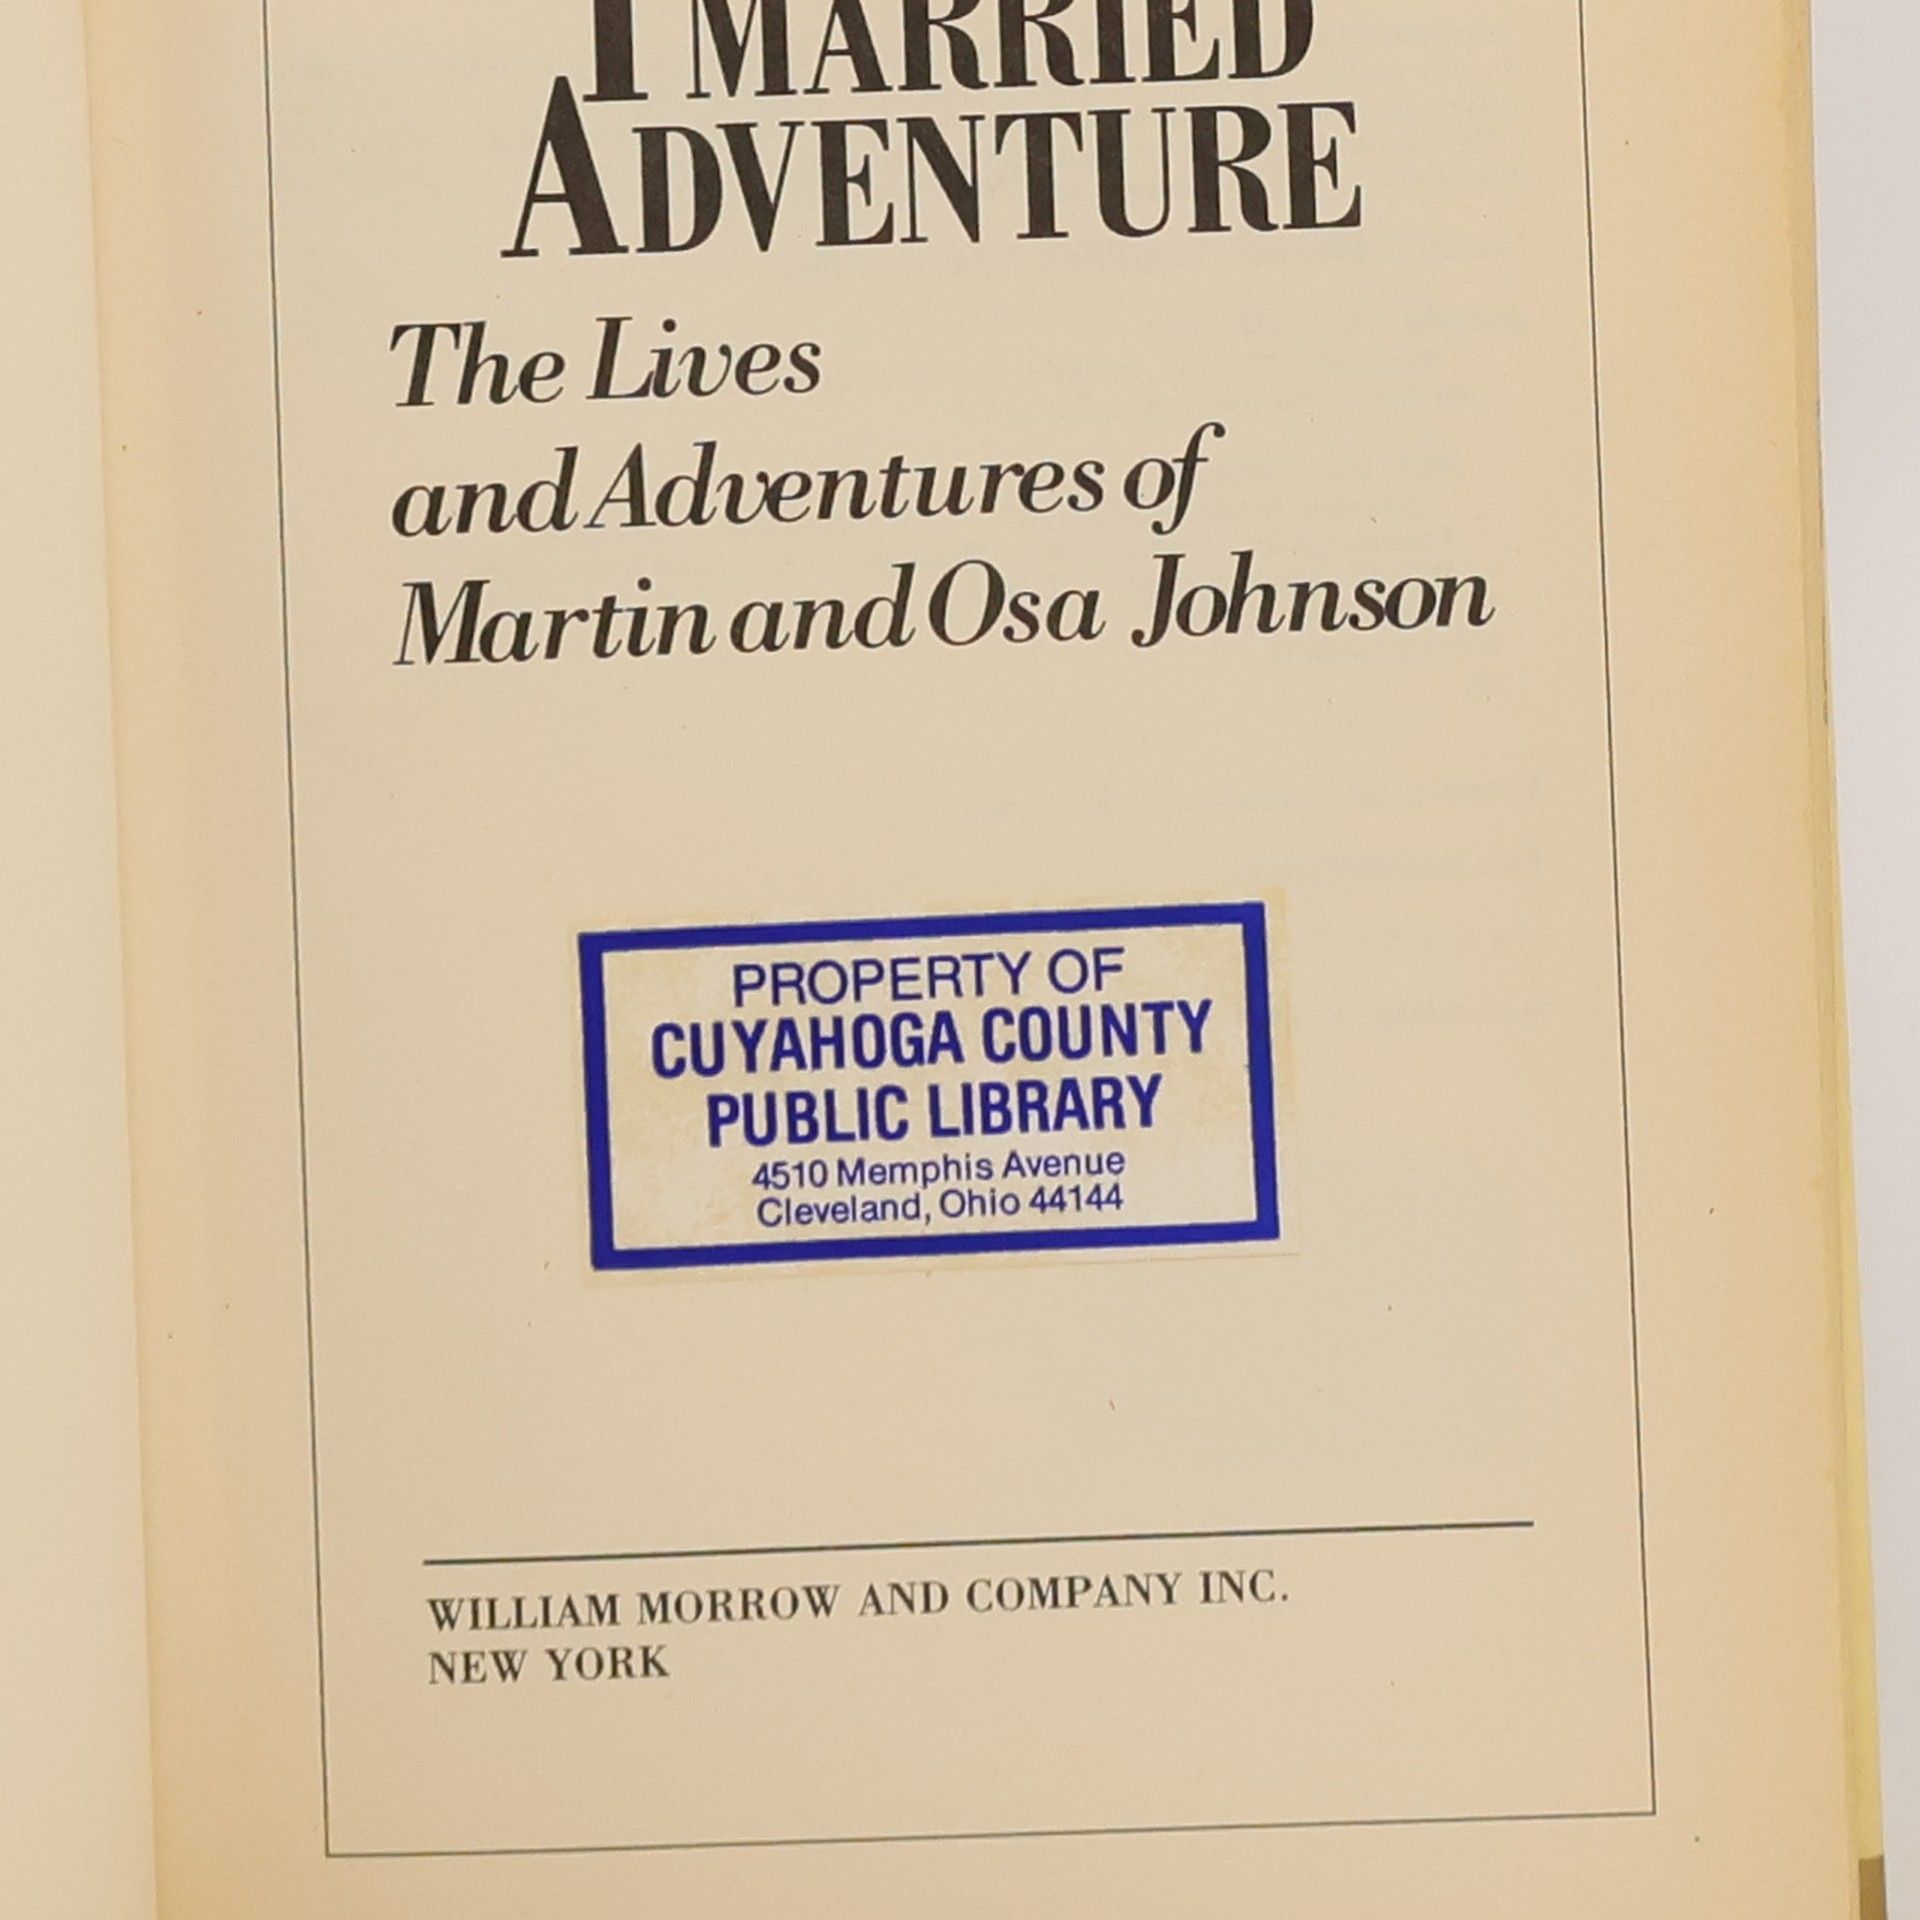 I MARRIED
ADVENTURE
The Lives
and Adventures of
Martin and Osa Johnson
PROPERTY OF
CUYAHOGA COUNTY
PUBLIC LIBRARY
4510 Memphis Avenue
Cleveland, Ohio 44144
WILLIAM MORROW AND COMPANY INC.
NEW YORK